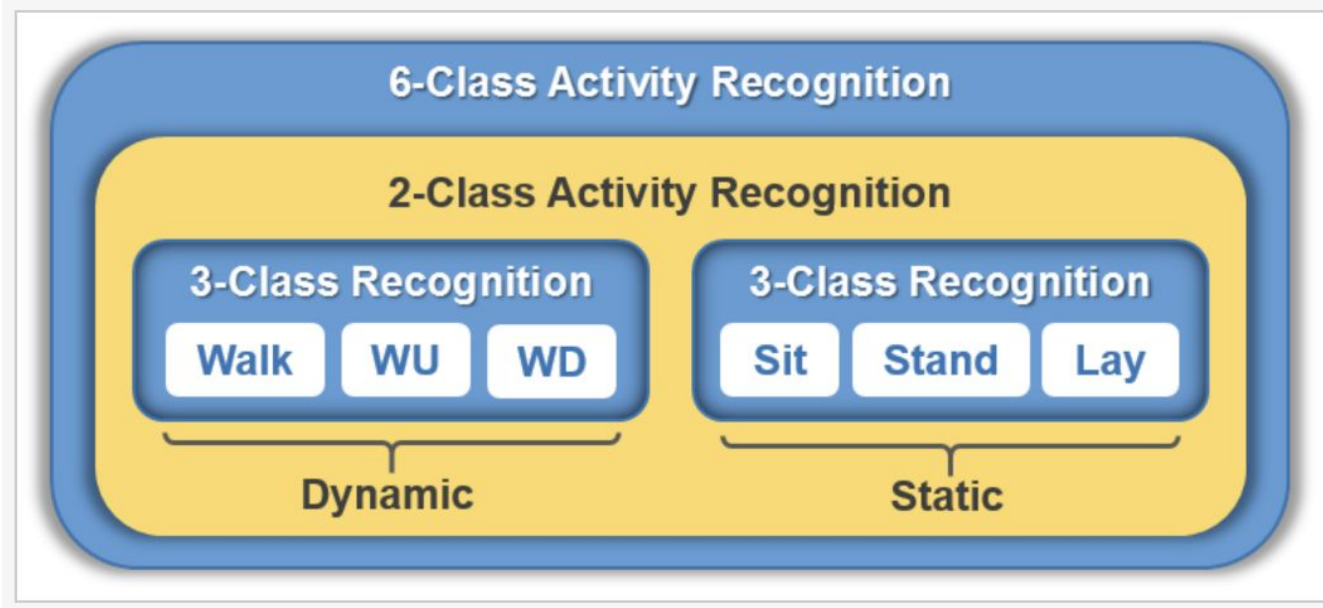 6-Class Activity Recognition
2-Class Activity Recognition
3-Class Recognition
Walk WU WD
Dynamic
3-Class Recognition
Sit Stand Lay
Static